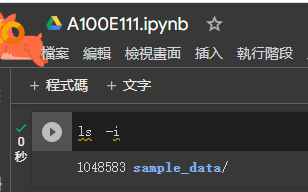 A100E111.ipynb
檔案 編輯 檢視畫面 插入 執行階段
+ 程式碼 + 文字
ls -i
0
秒
1048583 sample_data/